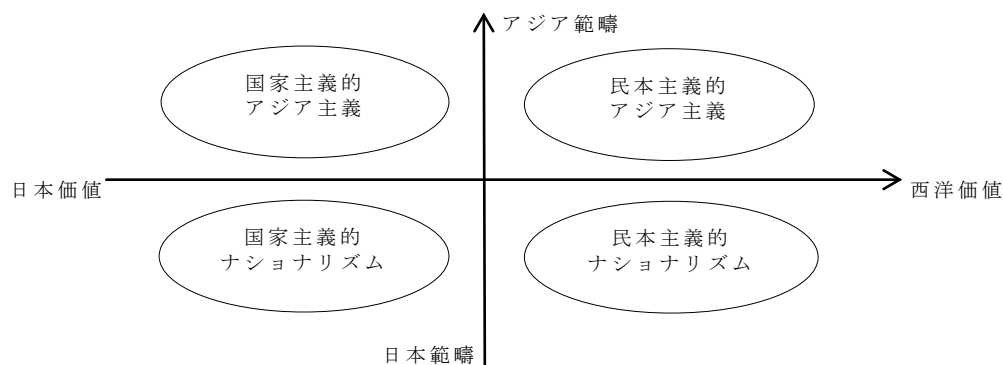 アジア範疇
国家主義的
アジア主義
民本主義的
アジア主義
日本価値
西洋価値
国家主義的
ナショナリズム
民本主義的
ナショナリズム
日本範疇